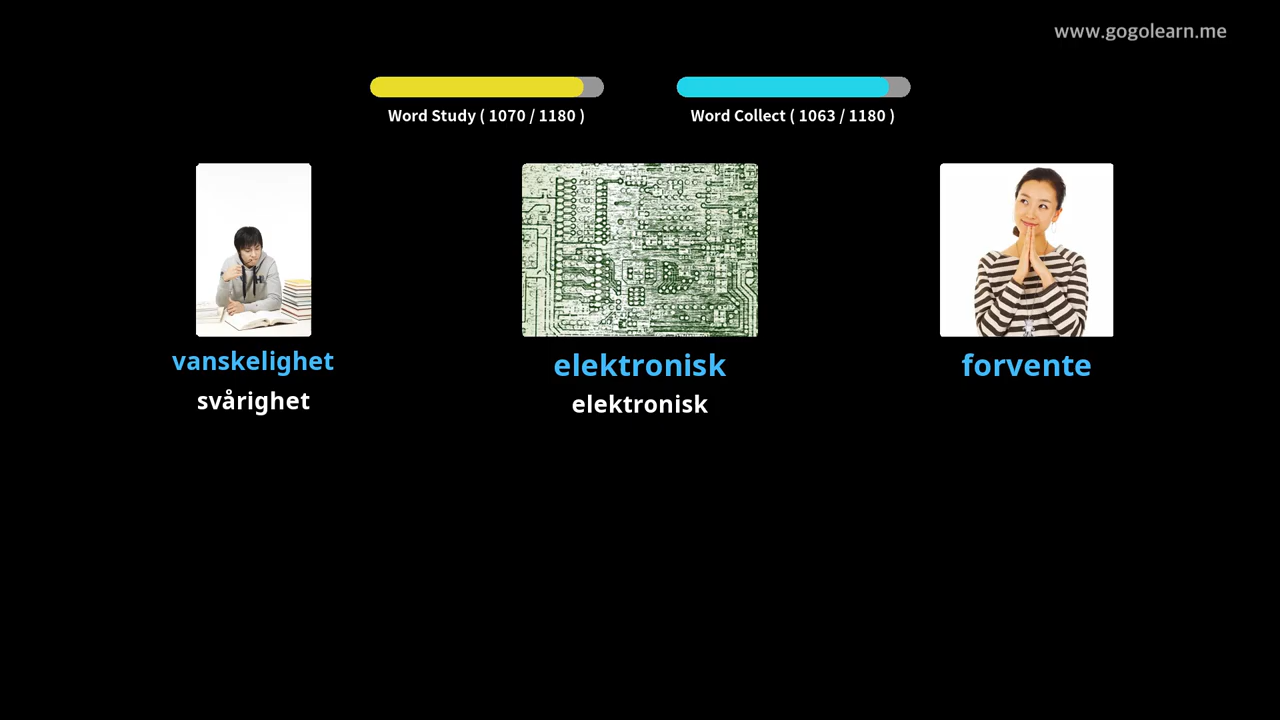 www.gogolearn.me
Word Study ( 1070 / 1180 )
Word Collect ( 1063 / 1180 )
vanskelighet
svårighet
elektronisk
elektronisk
forvente